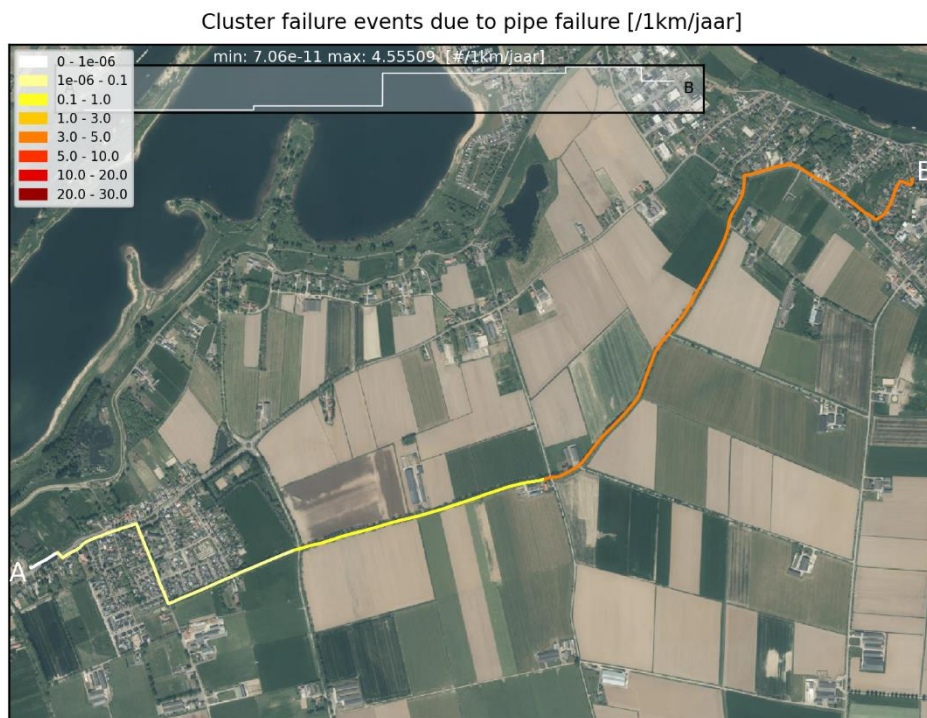 Cluster failure events due to pipe failure [/1km/jaar]
min: 7.06e-11 max: 4.55509 [#/1km/jaar]
0 - 1e-06
1e-06 - 0.1
0.1 - 1.0
1.0 - 3.0
3.0 - 5.0
5.0 - 10.0
10.0 - 20.0
20.0 - 30.0
B
B
A